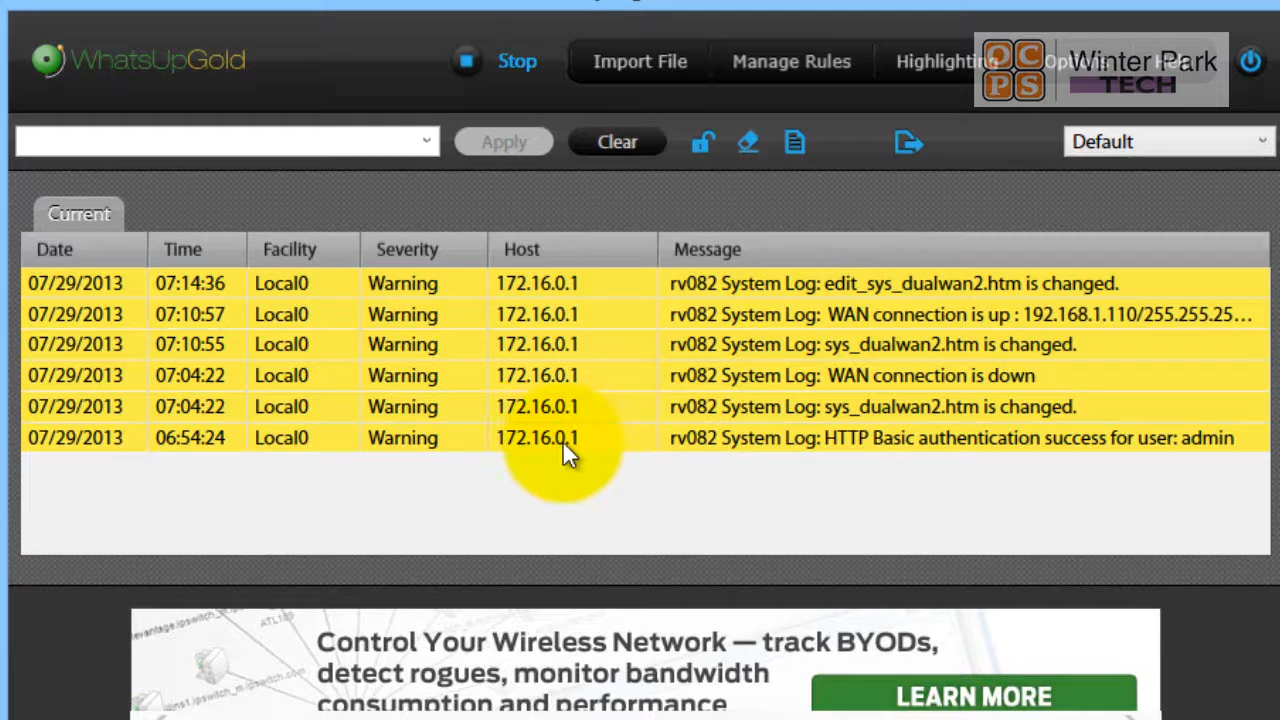 WhatsUpGold
Stop
Import File
Manage Rules
Highlighting
OCPS
Winter Park
TECH
Apply
Clear
Default
Current
Date Time Facility Severity Host Message
07/29/2013 07:14:36 Local0 Warning 172.16.0.1 rv082 System Log: edit_sys_dualwan2.htm is changed.
07/29/2013 07:10:57 Local0 Warning 172.16.0.1 rv082 System Log: WAN connection is up : 192.168.1.110/255.255.25...
07/29/2013 07:10:55 Local0 Warning 172.16.0.1 rv082 System Log: sys_dualwan2.htm is changed.
07/29/2013 07:04:22 Local0 Warning 172.16.0.1 rv082 System Log: WAN connection is down
07/29/2013 07:04:22 Local0 Warning 172.16.0.1 rv082 System Log: sys_dualwan2.htm is changed.
07/29/2013 06:54:24 Local0 Warning 172.16.0.1 rv082 System Log: HTTP Basic authentication success for user: admin
ATL
Control Your Wireless Network — track BYODs,
detect rogues, monitor bandwidth
consumption and performance
LEARN MORE